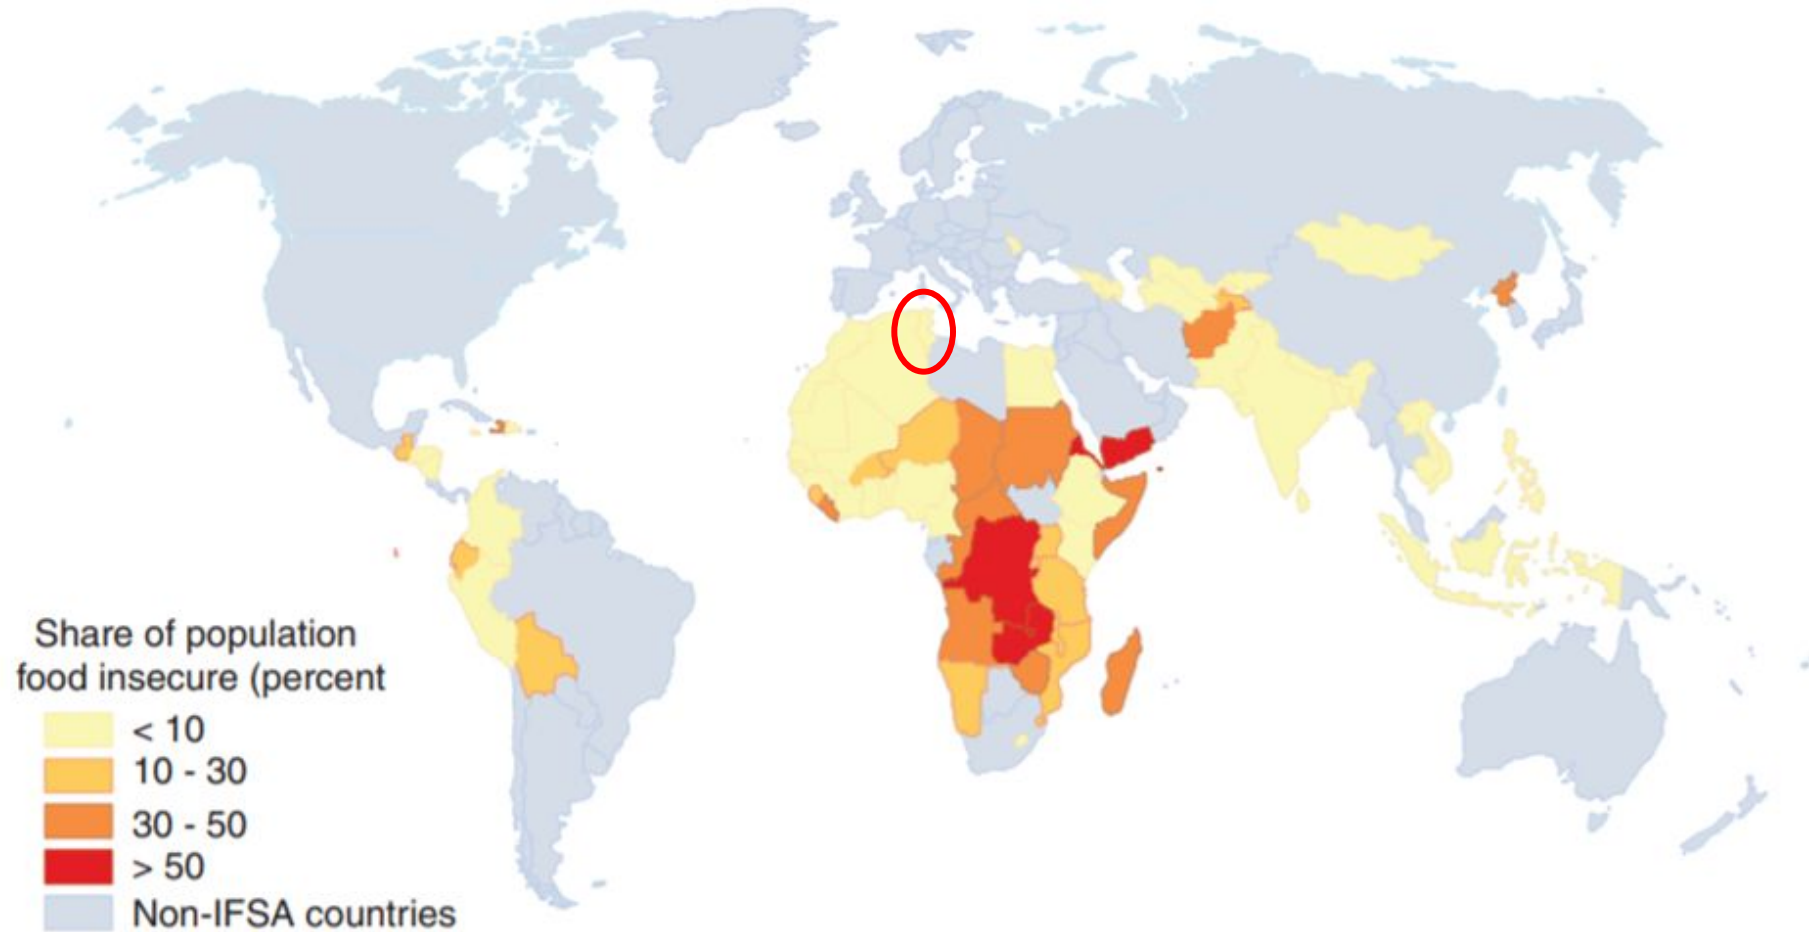 Share of population
food insecure (percent
< 10
10 - 30
30 - 50
> 50
Non-IFSA countries